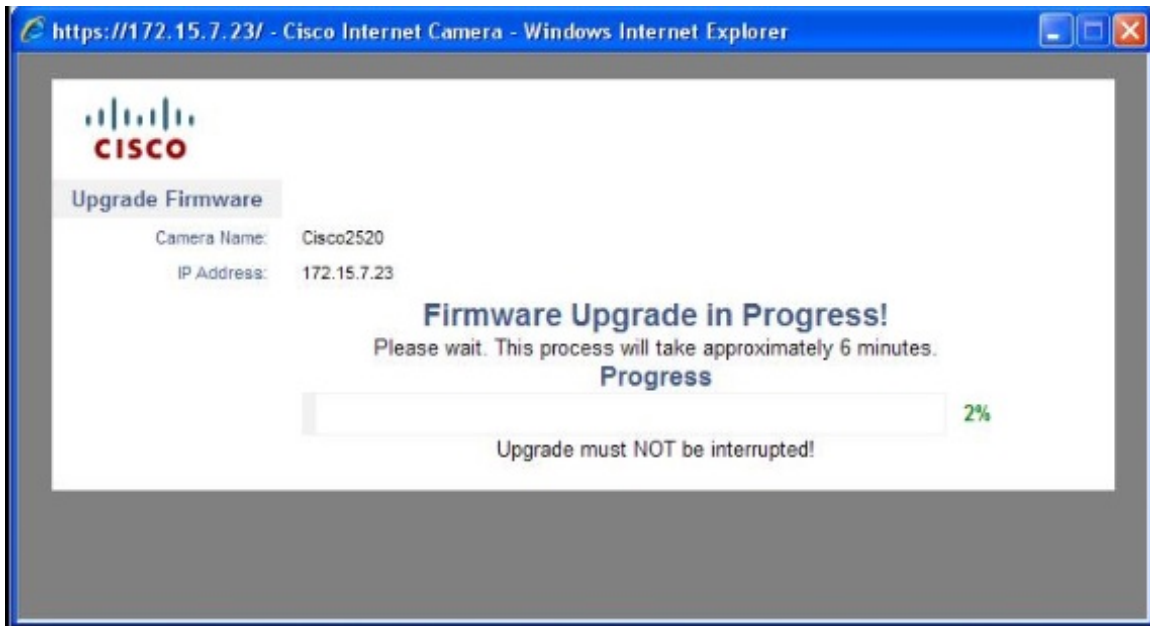 https://172.15.7.23/ - Cisco Internet Camera - Windows Internet Explorer
CISCO
Upgrade Firmware
Camera Name: Cisco2520
IP Address: 172.15.7.23
Firmware Upgrade in Progress!
Please wait. This process will take approximately 6 minutes.
Progress
2%
Upgrade must NOT be interrupted!